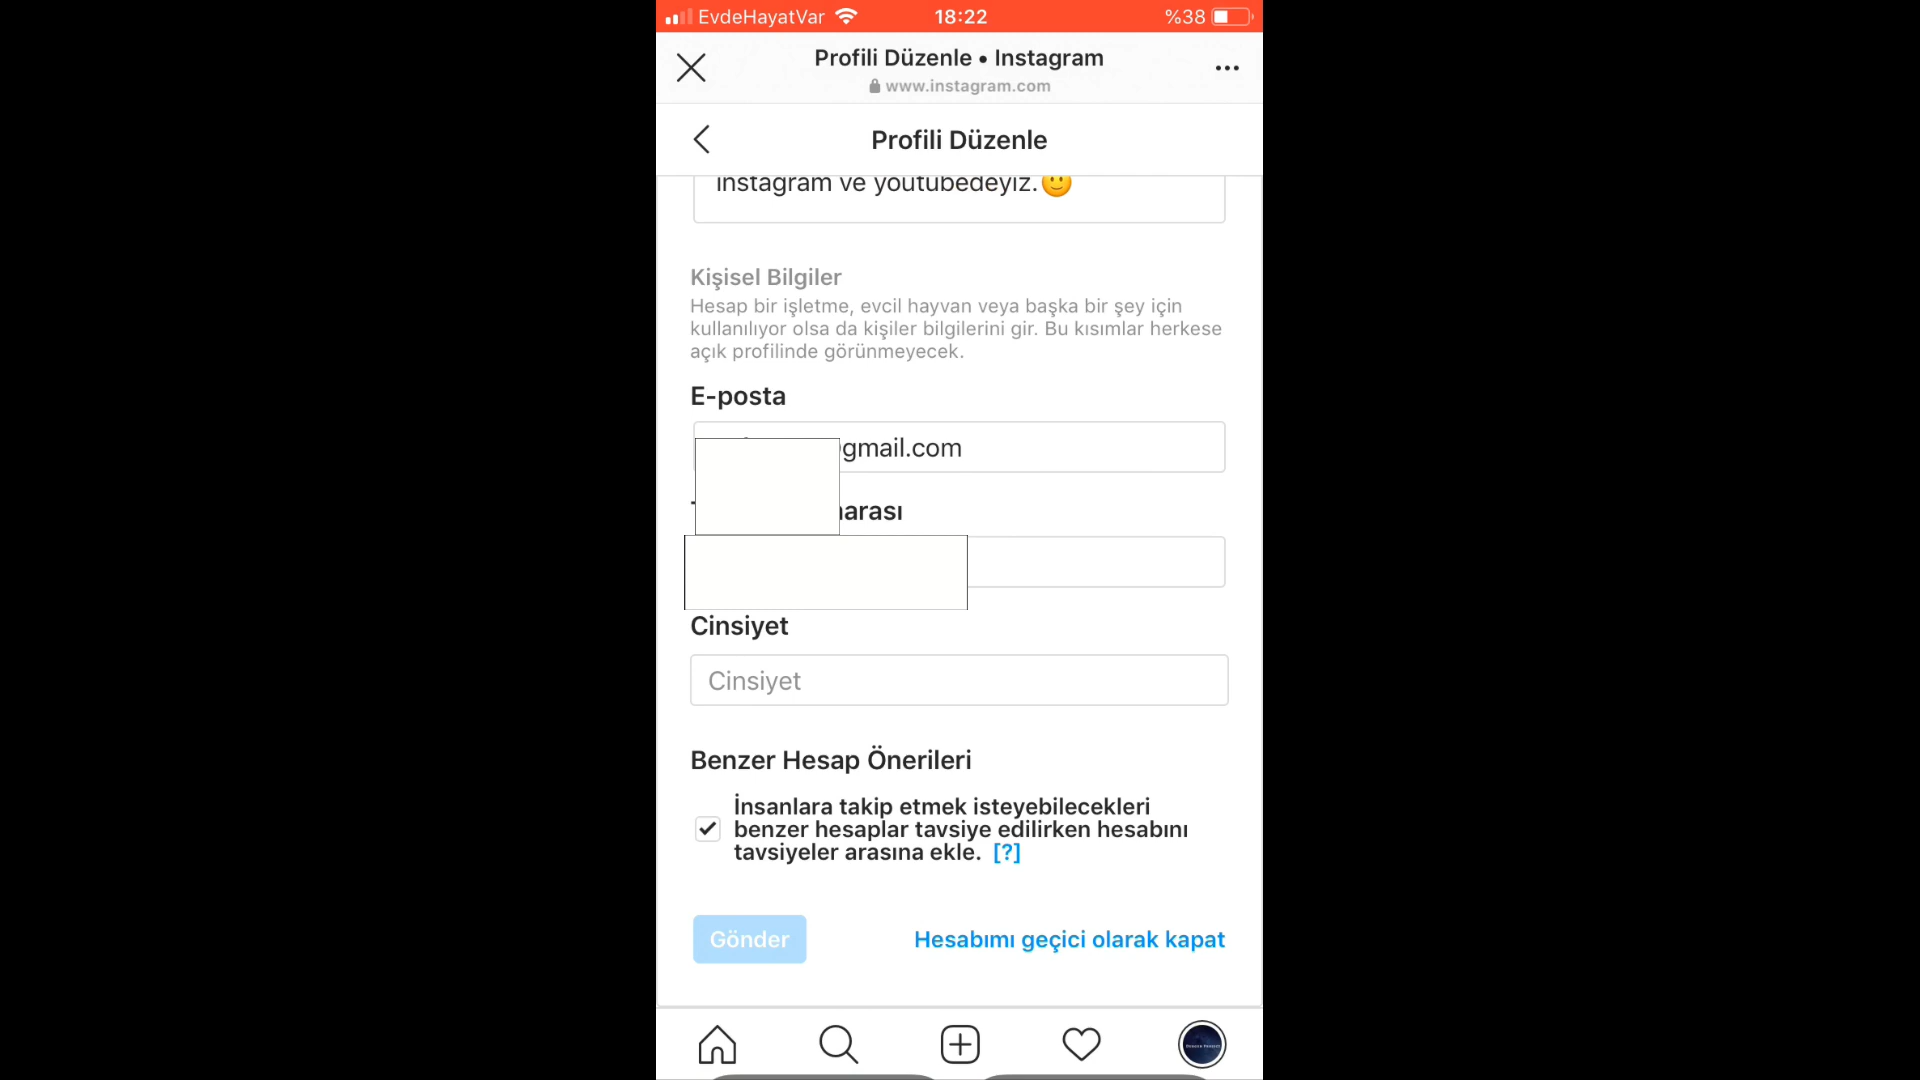 EvdeHayatVar 18:22 %38
Profili Düzenle • Instagram
www.instagram.com
Profili Düzenle
instagram ve youtubedeyiz.🙂
Kişisel Bilgiler
Hesap bir işletme, evcil hayvan veya başka bir şey için
kullanılıyor olsa da kişiler bilgilerini gir. Bu kısımlar herkese
açık profilinde görünmeyecek.
E-posta
gmail.com
arası
Cinsiyet
Cinsiyet
Benzer Hesap Önerileri
İnsanlara takip etmek isteyebilecekleri
benzer hesaplar tavsiye edilirken hesabını
tavsiyeler arasına ekle. [?]
Gönder Hesabımı geçici olarak kapat